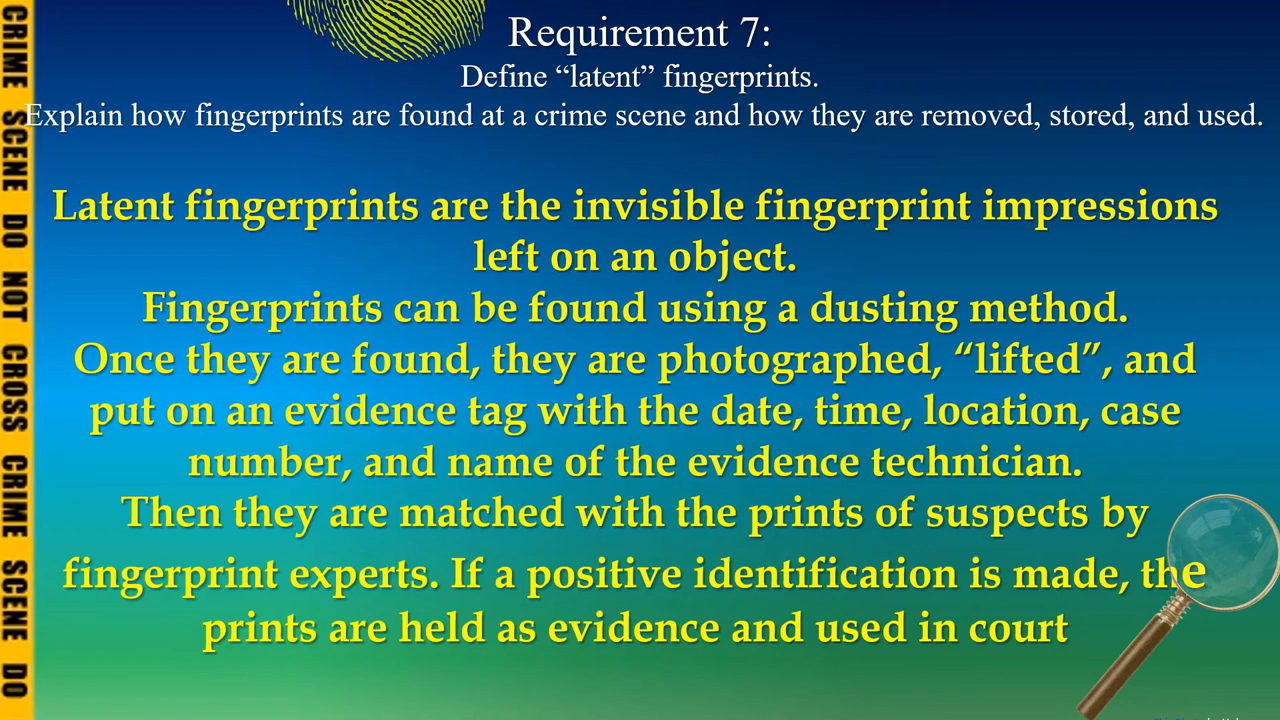 Requirement 7:
Define “latent” fingerprints.
Explain how fingerprints are found at a crime scene and how they are removed, stored, and used.
Latent fingerprints are the invisible fingerprint impressions
left on an object.
Fingerprints can be found using a dusting method.
Once they are found, they are photographed, “lifted”, and
put on an evidence tag with the date, time, location, case
number, and name of the evidence technician.
Then they are matched with the prints of suspects by
fingerprint experts. If a positive identification is made, the
prints are held as evidence and used in court
CRIME SCENE DO NOT CROSS CRIME SCENE DO